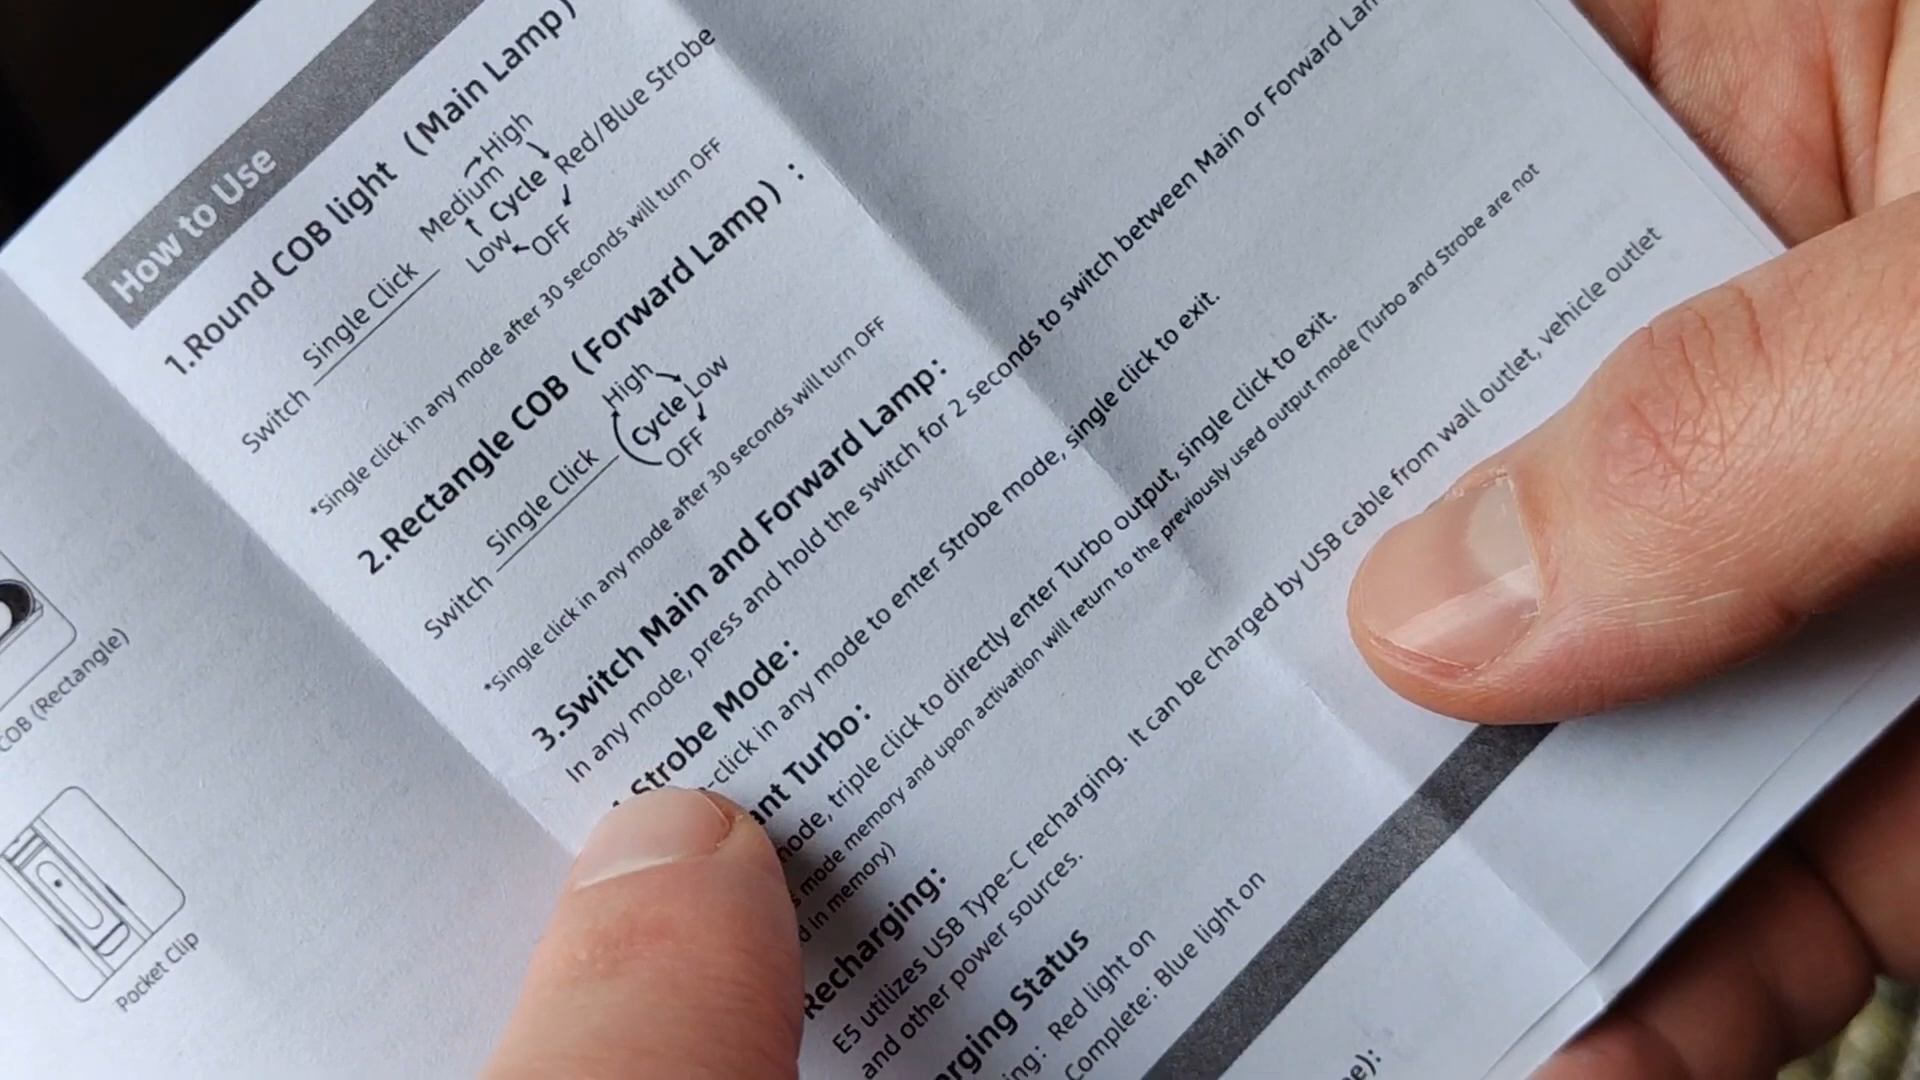 How to Use
1.Round COB light (Main Lamp)
Switch Single Click Low Medium High Red/Blue Strobe OFF Cycle
*Single click in any mode after 30 seconds will turn OFF
2.Rectangle COB (Forward Lamp) :
Switch Single Click High Low OFF Cycle
*Single click in any mode after 30 seconds will turn OFF
3.Switch Main and Forward Lamp:
In any mode, press and hold the switch for 2 seconds to switch between Main or Forward
Strobe Mode:
click in any mode to enter Strobe mode, single click to exit.
Turbo:
triple click to directly enter Turbo output, single click to exit.
mode memory and upon activation will return to the previously used output mode (Turbo and Strobe are not
in memory)
Recharging:
E5 utilizes USB Type-C recharging. It can be charged by USB cable from wall outlet, vehicle outlet
and other power sources.
Status
Red light on
Complete: Blue light on
COB (Rectangle)
Pocket Clip